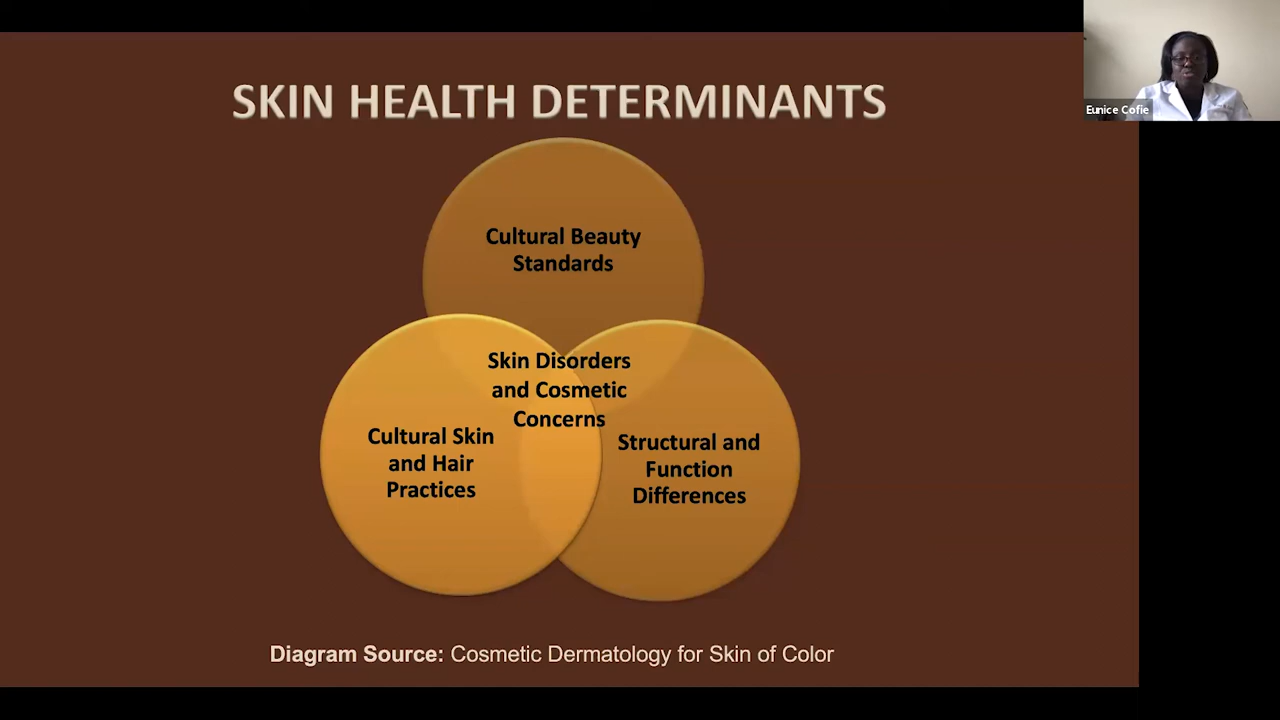 SKIN HEALTH DETERMINANTS
Eunice Cofie
Cultural Beauty
Standards
Skin Disorders
and Cosmetic
Concerns
Cultural Skin
and Hair
Practices
Structural and
Function
Differences
Diagram Source: Cosmetic Dermatology for Skin of Color